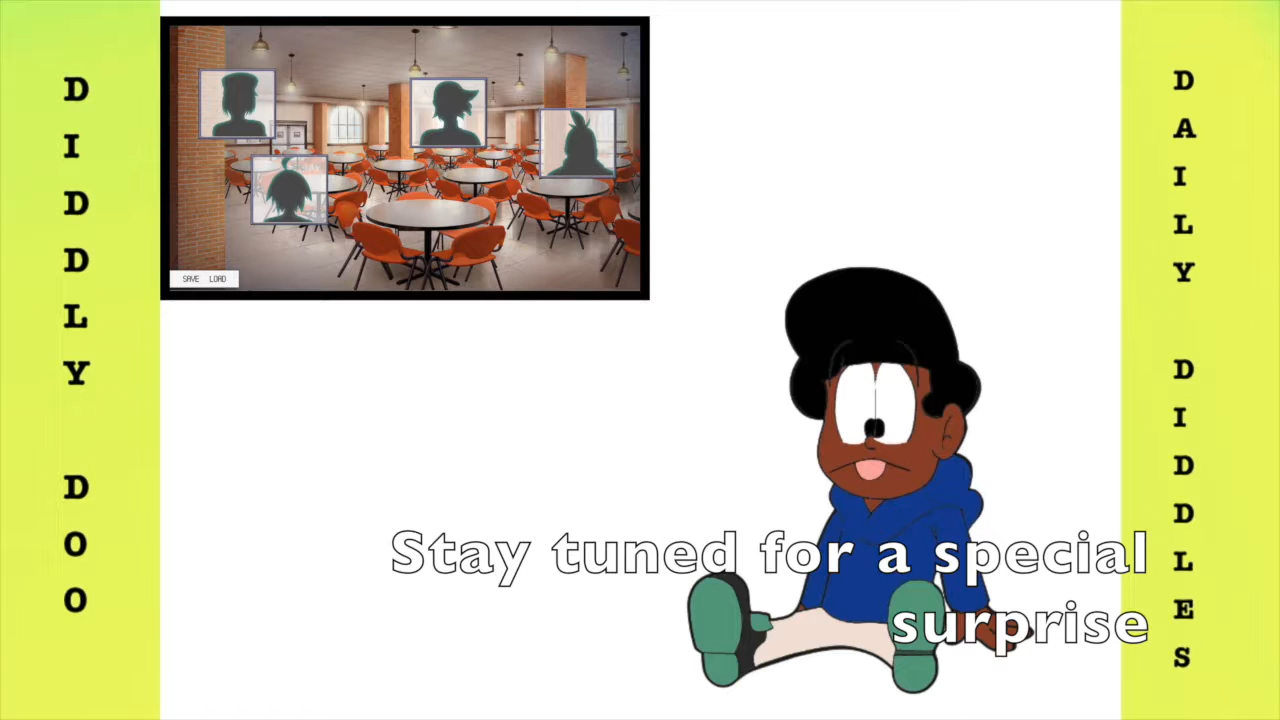 DIDDLY DOO
SAVE LOAD
Stay tuned for a special
surprise
DAILY DIDDLES